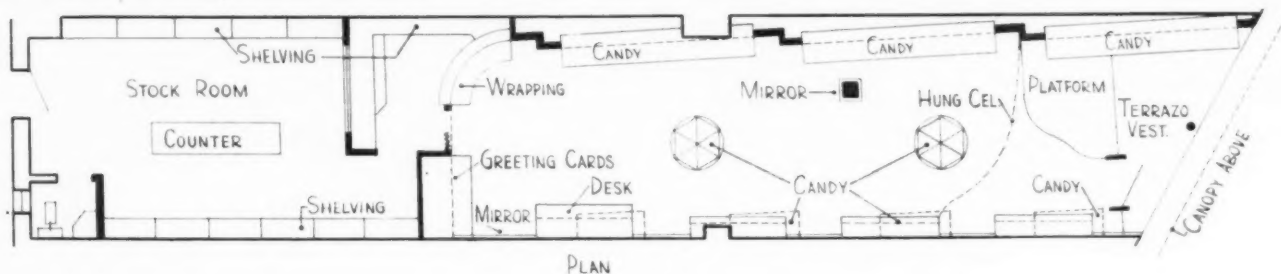 SHELVING
CANDY
CANDY
CANDY
STOCK ROOM
WRAPPING
MIRROR
HUNG CEL.
PLATFORM
TERRAZO
VEST.
COUNTER
GREETING CARDS
DESK
CANDY
CANDY
SHELVING
MIRROR
CANOPY ABOVE
PLAN